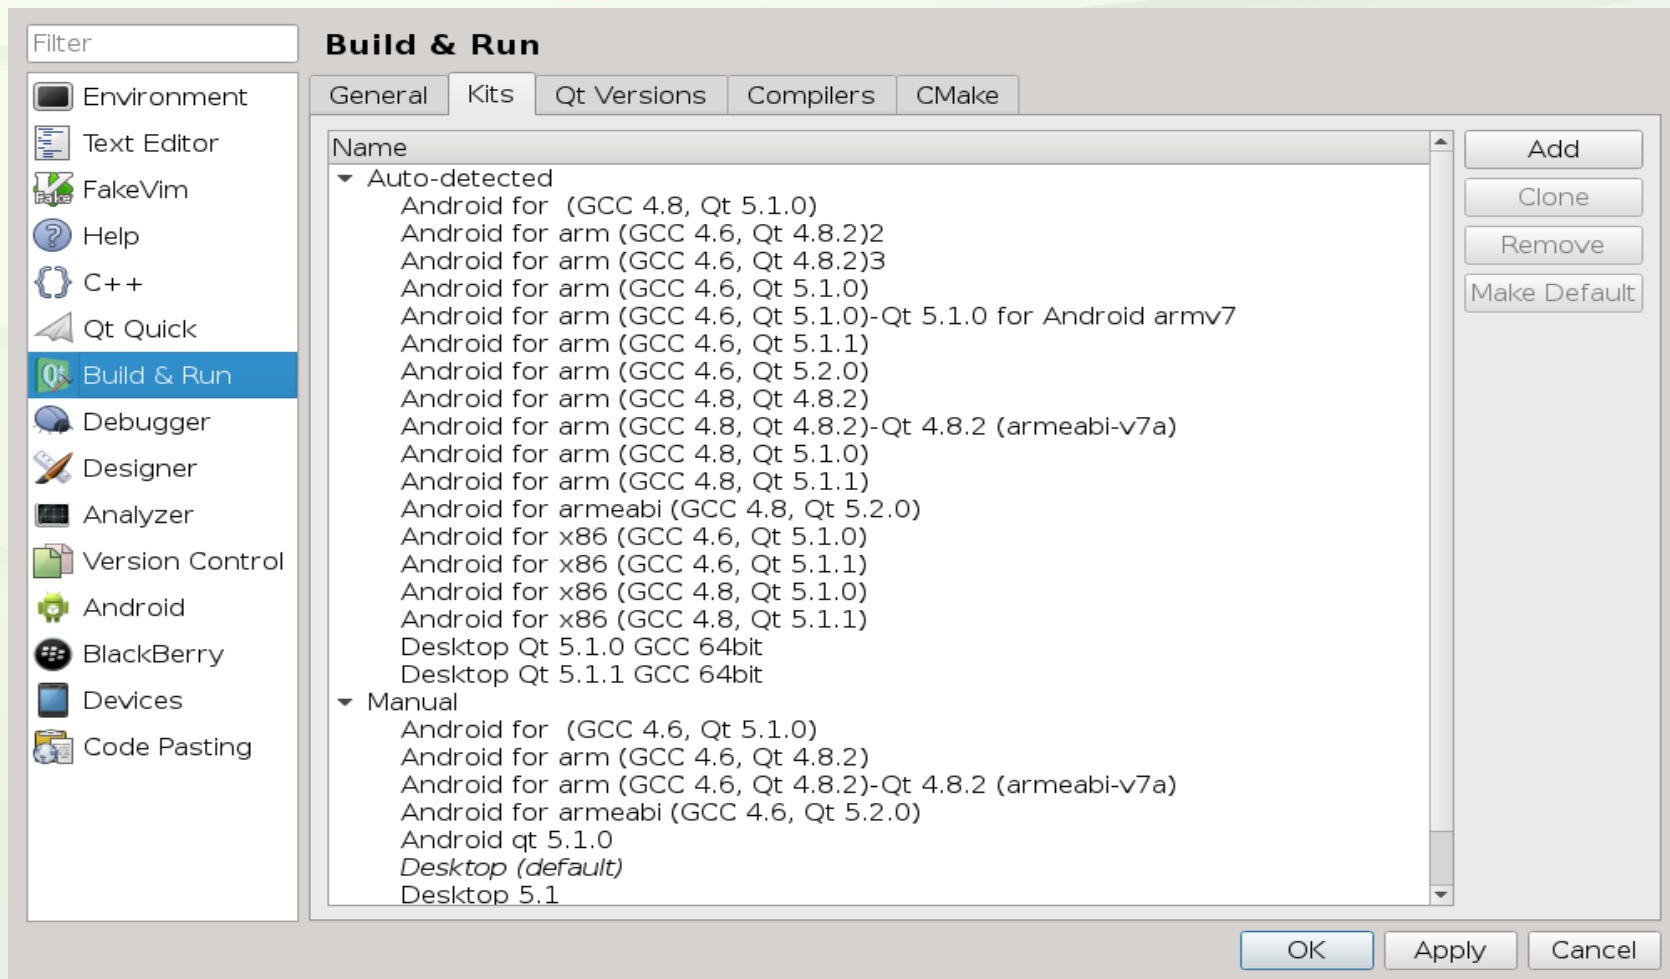 Filter
Environment
Text Editor
FakeVim
Help
C++
Qt Quick
Build & Run
Debugger
Designer
Analyzer
Version Control
Android
BlackBerry
Devices
Code Pasting
Build & Run
General Kits Qt Versions Compilers CMake
Name
Auto-detected
Android for  (GCC 4.8, Qt 5.1.0)
Android for arm (GCC 4.6, Qt 4.8.2)2
Android for arm (GCC 4.6, Qt 4.8.2)3
Android for arm (GCC 4.6, Qt 5.1.0)
Android for arm (GCC 4.6, Qt 5.1.0)-Qt 5.1.0 for Android armv7
Android for arm (GCC 4.6, Qt 5.1.1)
Android for arm (GCC 4.6, Qt 5.2.0)
Android for arm (GCC 4.8, Qt 4.8.2)
Android for arm (GCC 4.8, Qt 4.8.2)-Qt 4.8.2 (armeabi-v7a)
Android for arm (GCC 4.8, Qt 5.1.0)
Android for arm (GCC 4.8, Qt 5.1.1)
Android for armeabi (GCC 4.8, Qt 5.2.0)
Android for x86 (GCC 4.6, Qt 5.1.0)
Android for x86 (GCC 4.6, Qt 5.1.1)
Android for x86 (GCC 4.8, Qt 5.1.0)
Android for x86 (GCC 4.8, Qt 5.1.1)
Desktop Qt 5.1.0 GCC 64bit
Desktop Qt 5.1.1 GCC 64bit
Manual
Android for  (GCC 4.6, Qt 5.1.0)
Android for arm (GCC 4.6, Qt 4.8.2)
Android for arm (GCC 4.6, Qt 4.8.2)-Qt 4.8.2 (armeabi-v7a)
Android for armeabi (GCC 4.6, Qt 5.2.0)
Android qt 5.1.0
Desktop (default)
Desktop 5.1
Add
Clone
Remove
Make Default
OK Apply Cancel